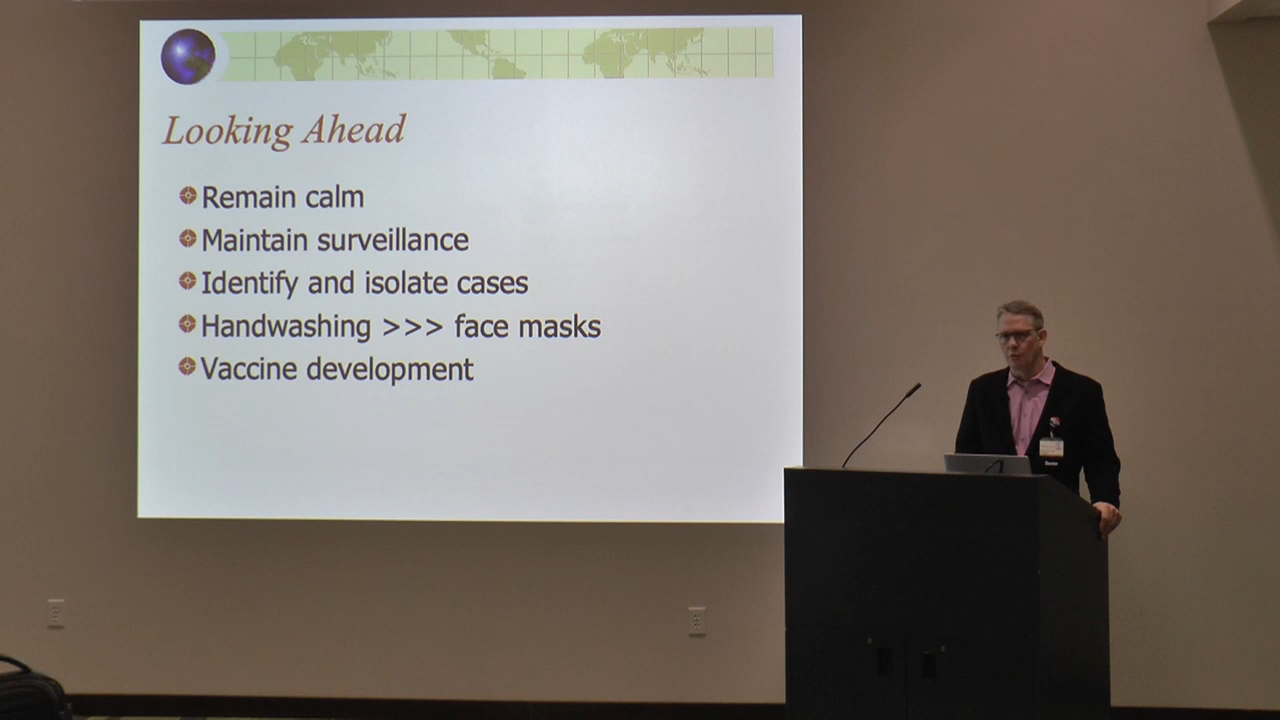 Looking Ahead
Remain calm
Maintain surveillance
Identify and isolate cases
Handwashing >>> face masks
Vaccine development